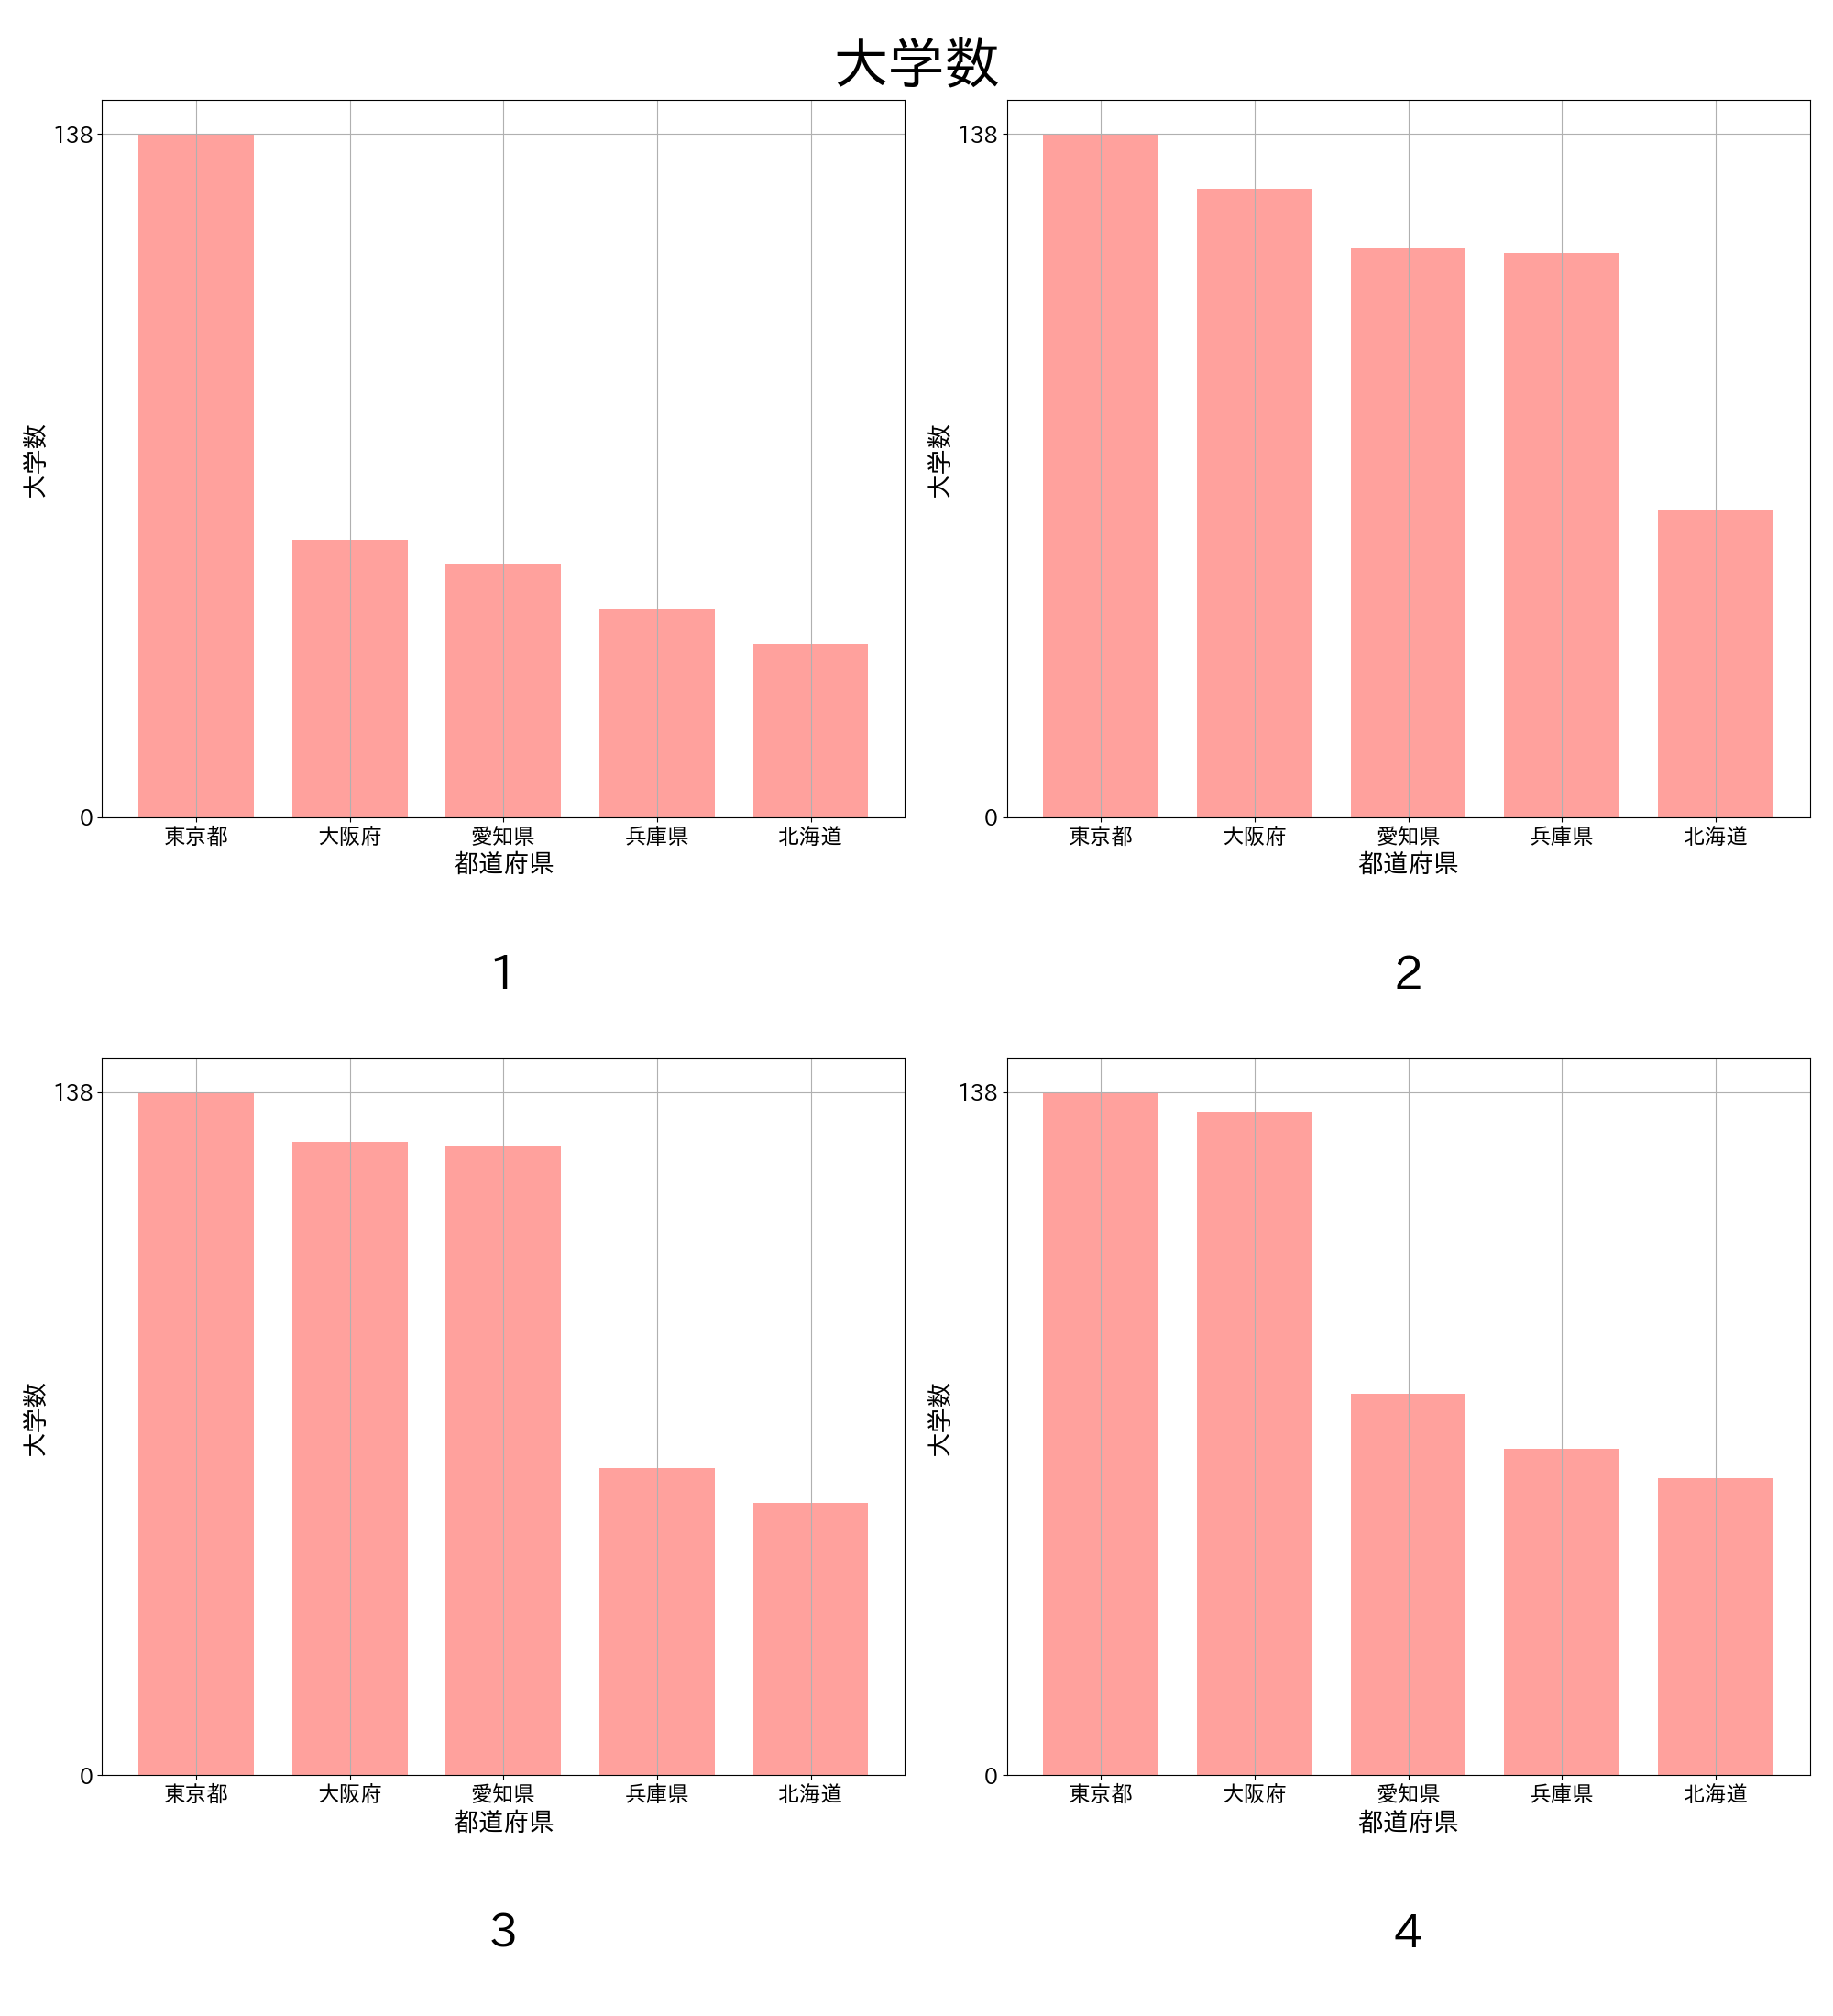 大学数
138
大学数
0
東京都 大阪府 愛知県 兵庫県 北海道
都道府県
1
138
大学数
0
東京都 大阪府 愛知県 兵庫県 北海道
都道府県
2
138
大学数
0
東京都 大阪府 愛知県 兵庫県 北海道
都道府県
3
138
大学数
0
東京都 大阪府 愛知県 兵庫県 北海道
都道府県
4